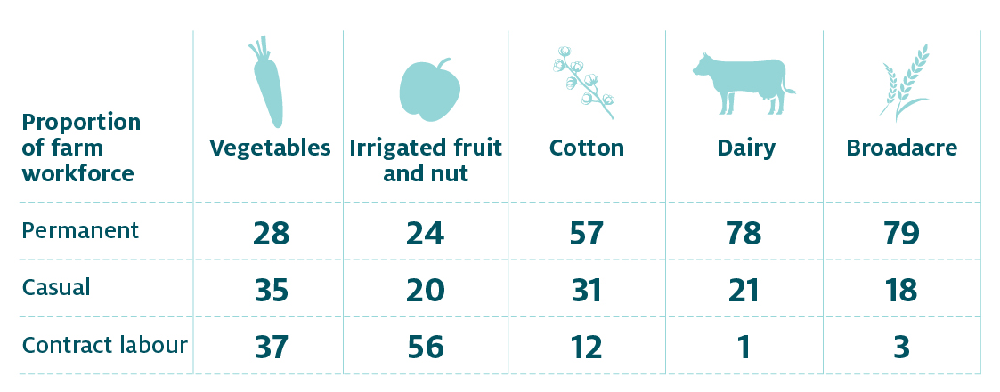 Proportion
of farm
workforce
Vegetables
Irrigated fruit
and nut
Cotton
Dairy
Broadacre
Permanent 28 24 57 78 79
Casual 35 20 31 21 18
Contract labour 37 56 12 1 3